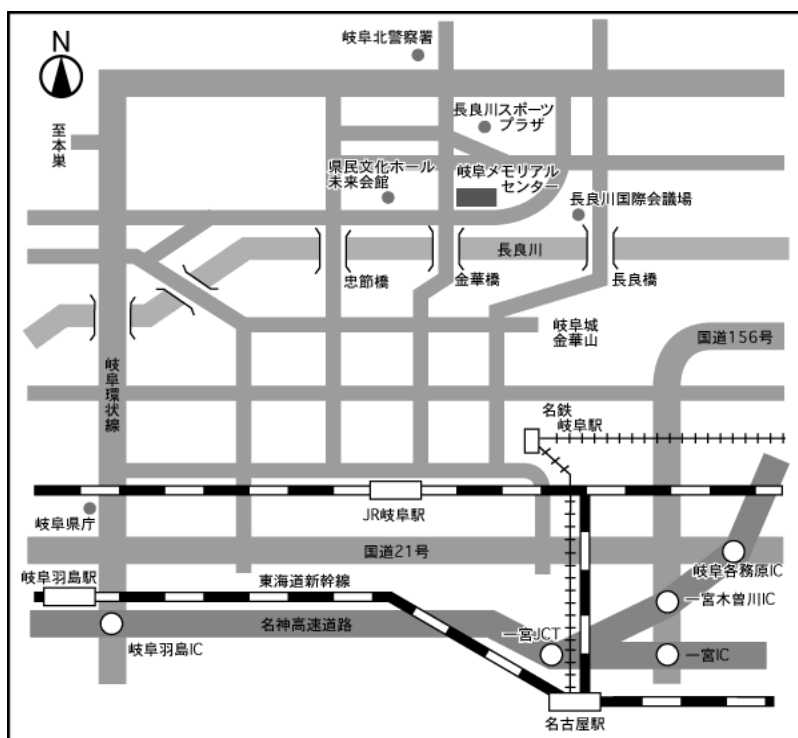 N
岐阜北警察署
長良川スポーツ
プラザ
至本巣
県民文化ホール
未来会館
岐阜メモリアル
センター
長良川国際会議場
長良川
忠節橋
金華橋
長良橋
岐阜城
金華山
国道156号
岐阜環状線
名鉄
岐阜駅
JR岐阜駅
岐阜県庁
国道21号
岐阜各務原IC
岐阜羽島駅
東海道新幹線
一宮木曽川IC
名神高速道路
一宮JCT
岐阜羽島IC
一宮IC
名古屋駅